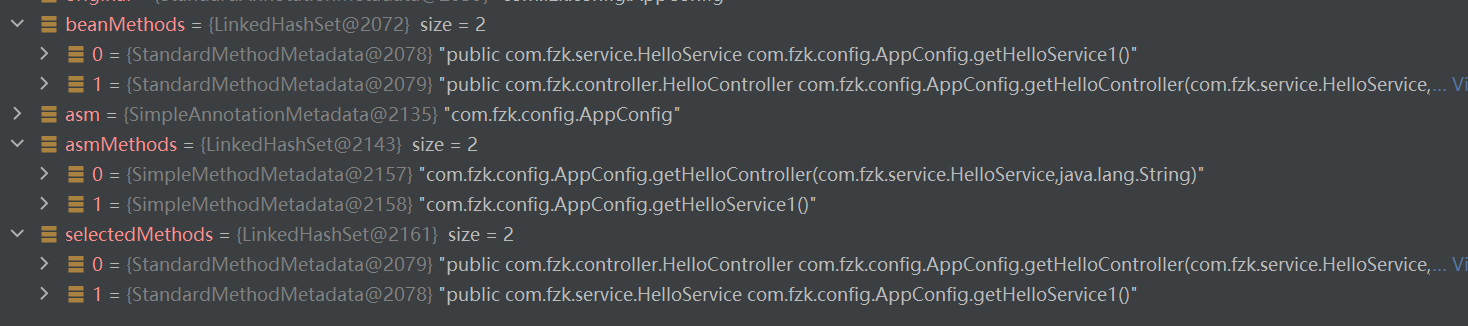 beanMethods = {LinkedHashSet@2072} size = 2
0 = {StandardMethodMetadata@2078} "public com.fzk.service.HelloService com.fzk.config.AppConfig.getHelloService1()"
1 = {StandardMethodMetadata@2079} "public com.fzk.controller.HelloController com.fzk.config.AppConfig.getHelloController(com.fzk.service.HelloService,... Vi
asm = {SimpleAnnotationMetadata@2135} "com.fzk.config.AppConfig"
asmMethods = {LinkedHashSet@2143} size = 2
0 = {SimpleMethodMetadata@2157} "com.fzk.config.AppConfig.getHelloController(com.fzk.service.HelloService,java.lang.String)"
1 = {SimpleMethodMetadata@2158} "com.fzk.config.AppConfig.getHelloService1()"
selectedMethods = {LinkedHashSet@2161} size = 2
0 = {StandardMethodMetadata@2079} "public com.fzk.controller.HelloController com.fzk.config.AppConfig.getHelloController(com.fzk.service.HelloService,... Vi
1 = {StandardMethodMetadata@2078} "public com.fzk.service.HelloService com.fzk.config.AppConfig.getHelloService1()"